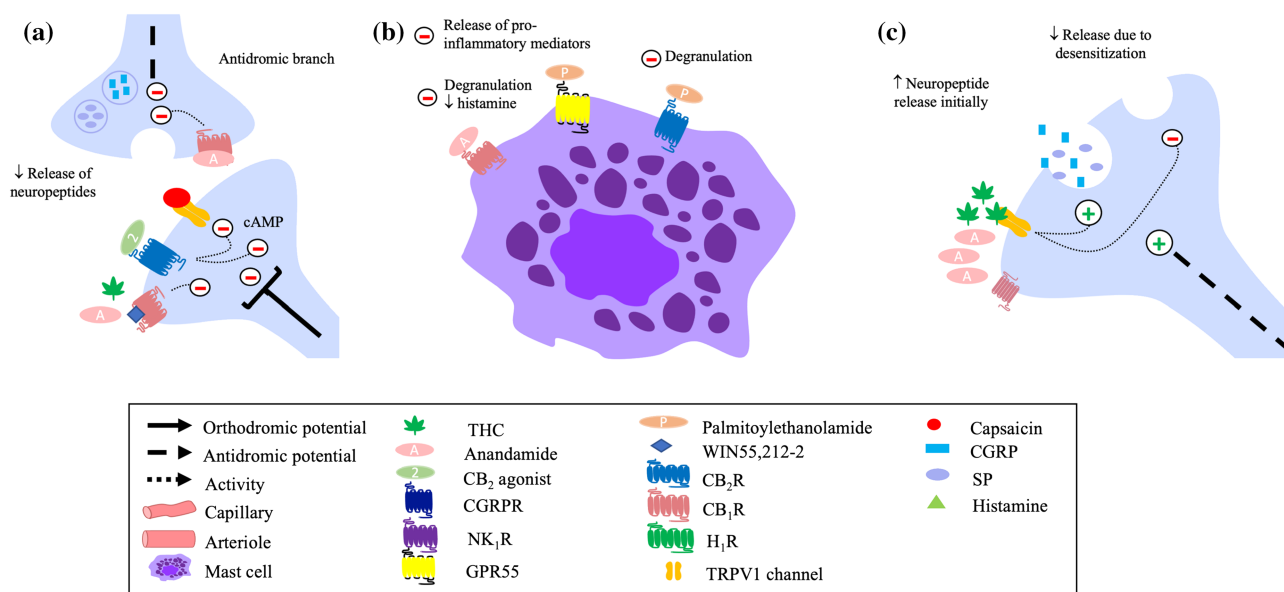 (a)
Antidromic branch
↓ Release of
neuropeptides
A
cAMP
2
A
(b)
Release of pro-
inflammatory mediators
Degranulation
↓ histamine
Degranulation
P
P
A
(c)
↓ Release due to
desensitization
↑ Neuropeptide
release initially
A
A
A
Orthodromic potential
Antidromic potential
Activity
Capillary
Arteriole
Mast cell
THC
A Anandamide
2 CB₂ agonist
CGRPR
NK₁R
GPR55
P Palmitoylethanolamide
WIN55,212-2
CB₂R
CB₁R
H₁R
TRPV1 channel
Capsaicin
CGRP
SP
Histamine